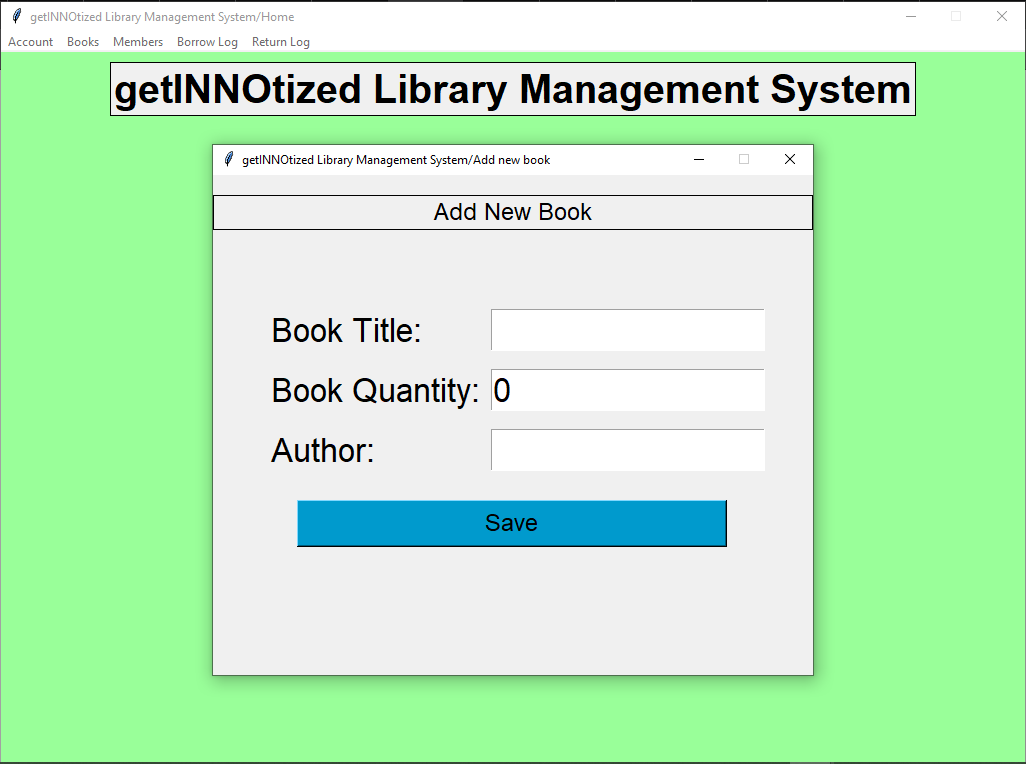 getINNOtized Library Management System/Home
Account Books Members Borrow Log Return Log
getINNOtized Library Management System
getINNOtized Library Management System/Add new book
Add New Book
Book Title:
Book Quantity: 0
Author:
Save